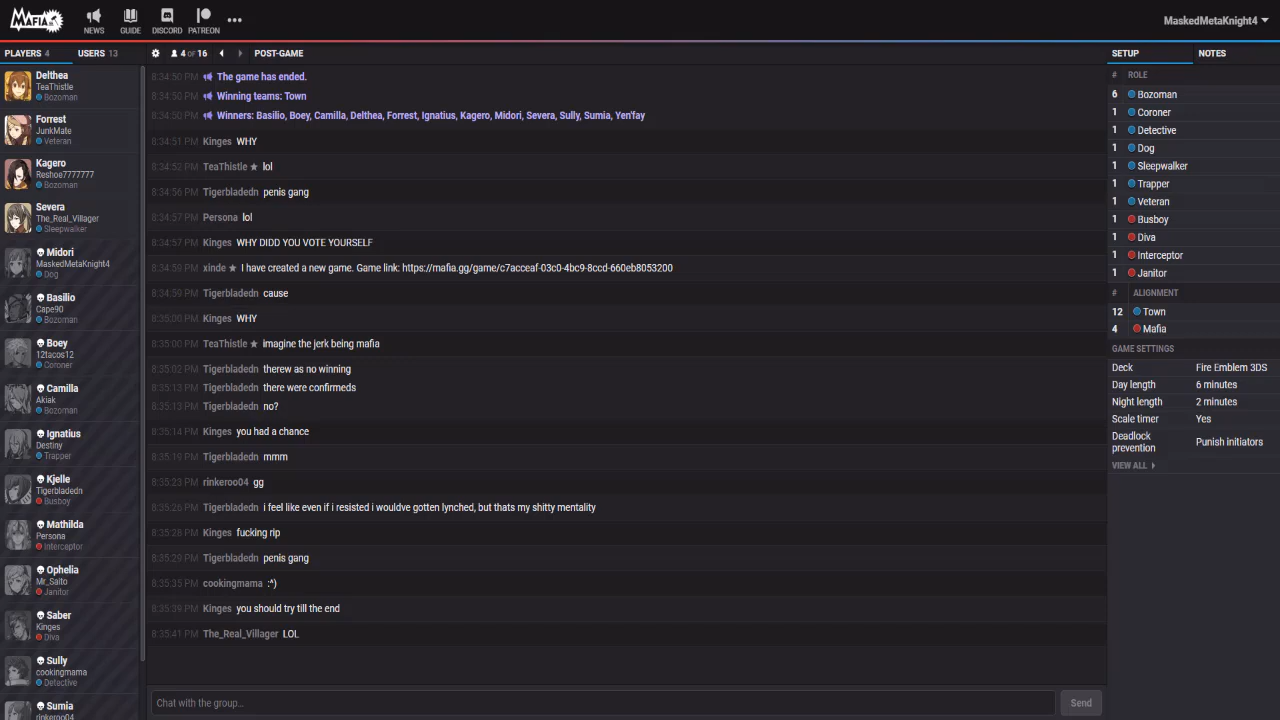 MAFIA.GG
NEWS
GUIDE
DISCORD
PATREON
MaskedMetaKnight4
PLAYERS 4
USERS 13
4 OF 16
POST-GAME
SETUP
NOTES
Delthea
TeaThistle
Bozoman
Forrest
JunkMate
Veteran
Kagero
Reshoe7777777
Bozoman
Severa
The_Real_Villager
Sleepwalker
Midori
MaskedMetaKnight4
Dog
Basilio
Cape90
Bozoman
Boey
12tacos12
Coroner
Camilla
Akiak
Bozoman
Ignatius
Destiny
Trapper
Kjelle
Tigerbladedn
Busboy
Mathilda
Persona
Interceptor
Ophelia
Mr_Saito
Janitor
Saber
Kinges
Diva
Sully
cookingmama
Detective
Sumia
rinkeroo04
8:34:50 PM The game has ended.
8:34:50 PM Winning teams: Town
8:34:50 PM Winners: Basilio, Boey, Camilla, Delthea, Forrest, Ignatius, Kagero, Midori, Severa, Sully, Sumia, Yen'fay
8:34:51 PM Kinges WHY
8:34:52 PM TeaThistle ★ lol
8:34:56 PM Tigerbladedn penis gang
8:34:57 PM Persona lol
8:34:57 PM Kinges WHY DIDD YOU VOTE YOURSELF
8:34:59 PM xinde ★ I have created a new game. Game link: https://mafia.gg/game/c7acceaf-03c0-4bc9-8ccd-660eb8053200
8:34:59 PM Tigerbladedn cause
8:35:00 PM Kinges WHY
8:35:00 PM TeaThistle ★ imagine the jerk being mafia
8:35:02 PM Tigerbladedn therew as no winning
8:35:13 PM Tigerbladedn there were confirmeds
8:35:13 PM Tigerbladedn no?
8:35:14 PM Kinges you had a chance
8:35:19 PM Tigerbladedn mmm
8:35:23 PM rinkeroo04 gg
8:35:26 PM Tigerbladedn i feel like even if i resisted i wouldve gotten lynched, but thats my shitty mentality
8:35:28 PM Kinges fucking rip
8:35:29 PM Tigerbladedn penis gang
8:35:35 PM cookingmama :^)
8:35:39 PM Kinges you should try till the end
8:35:41 PM The_Real_Villager LOL
Chat with the group...
Send
# ROLE
6 Bozoman
1 Coroner
1 Detective
1 Dog
1 Sleepwalker
1 Trapper
1 Veteran
1 Busboy
1 Diva
1 Interceptor
1 Janitor
# ALIGNMENT
12 Town
4 Mafia
GAME SETTINGS
Deck Fire Emblem 3DS
Day length 6 minutes
Night length 2 minutes
Scale timer Yes
Deadlock prevention Punish initiators
VIEW ALL